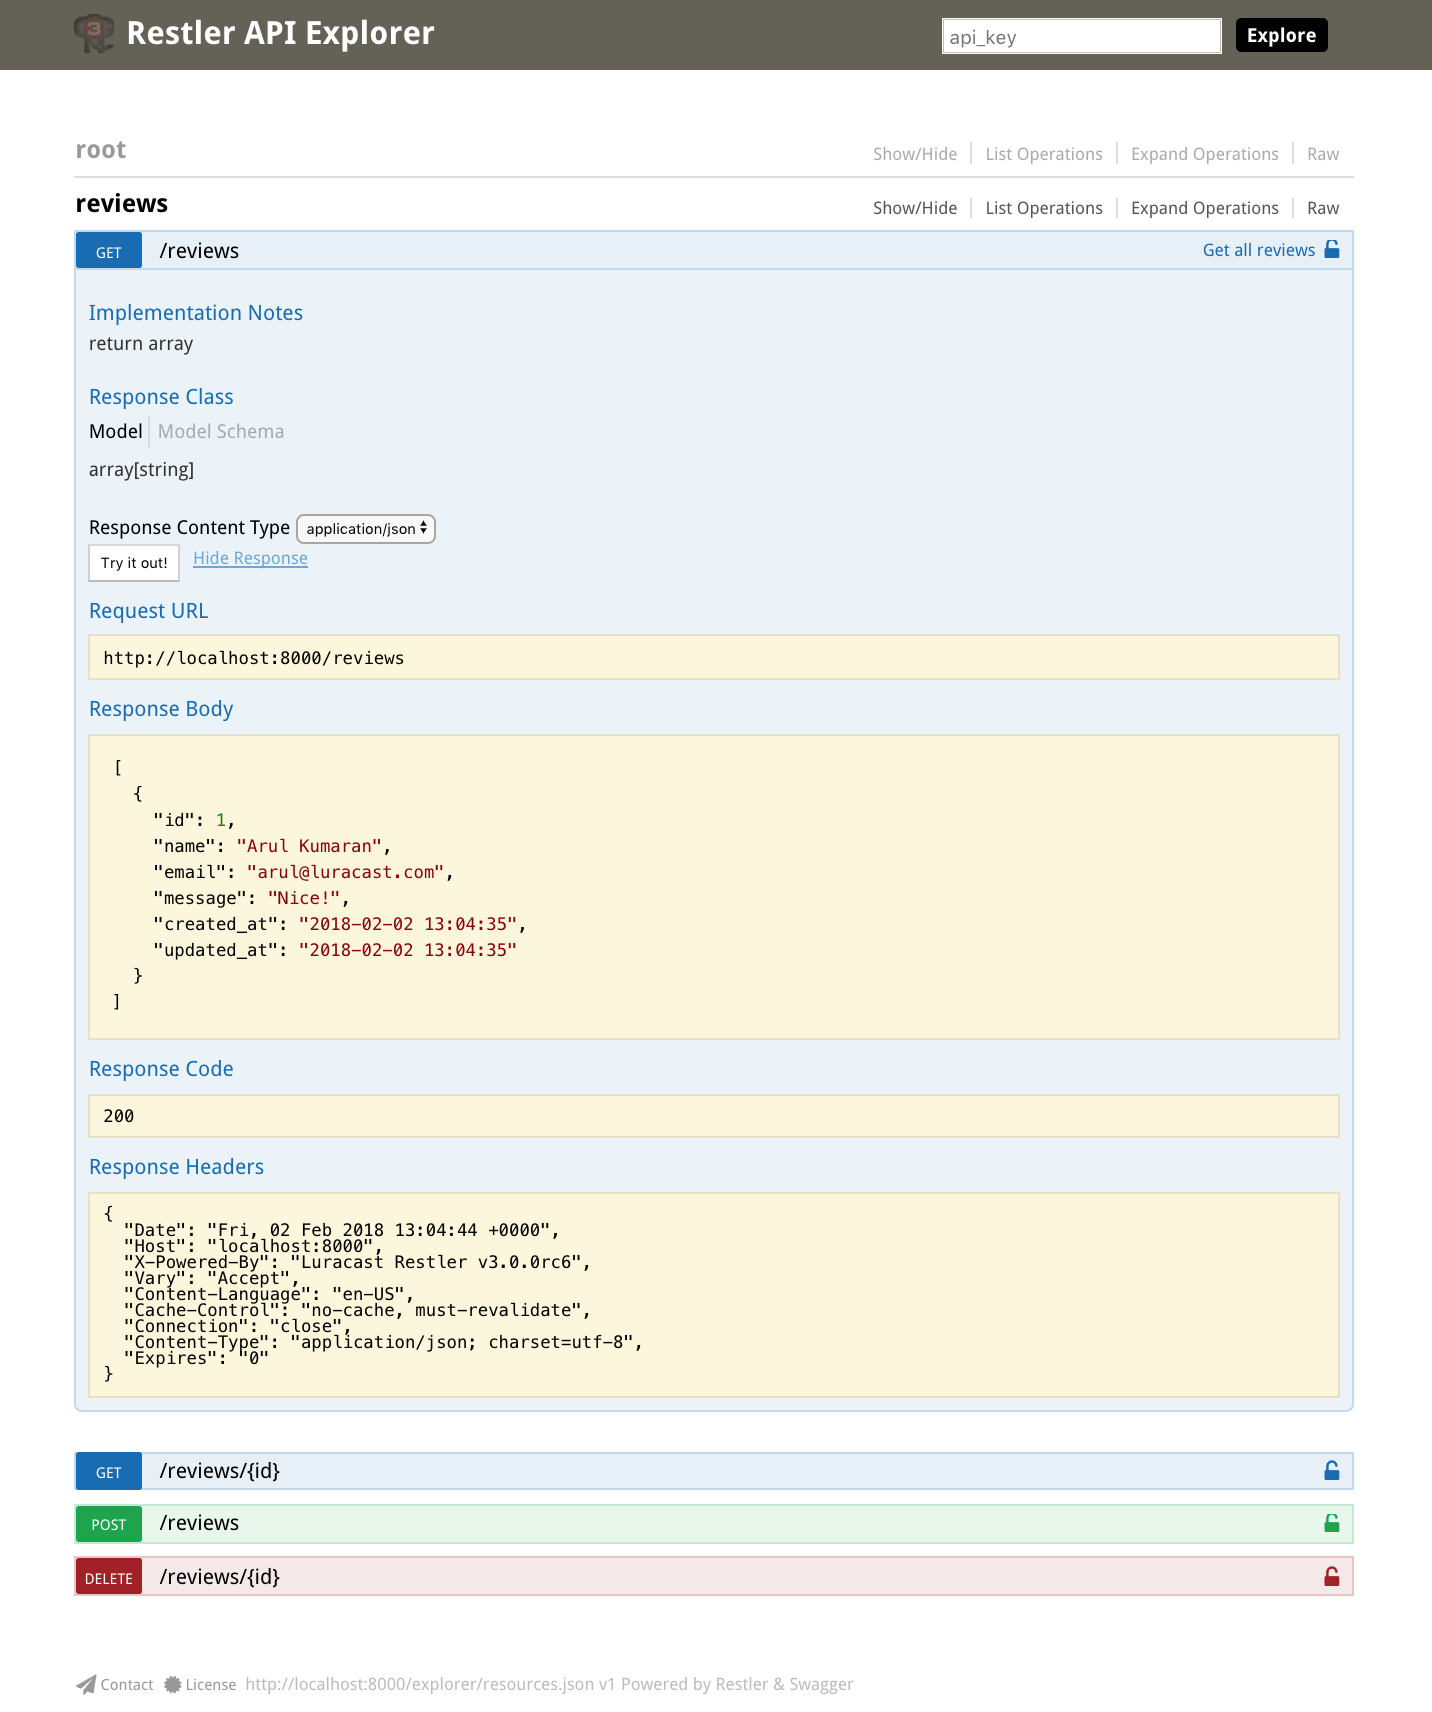 3
Restler API Explorer
api_key
Explore
root
Show/Hide List Operations Expand Operations Raw
reviews
Show/Hide List Operations Expand Operations Raw
GET /reviews Get all reviews
Implementation Notes
return array
Response Class
Model Model Schema
array[string]
Response Content Type application/json
Try it out! Hide Response
Request URL
http://localhost:8000/reviews
Response Body
[
  {
    "id": 1,
    "name": "Arul Kumaran",
    "email": "arul@luracast.com",
    "message": "Nice!",
    "created_at": "2018-02-02 13:04:35",
    "updated_at": "2018-02-02 13:04:35"
  }
]
Response Code
200
Response Headers
{
  "Date": "Fri, 02 Feb 2018 13:04:44 +0000",
  "Host": "localhost:8000",
  "X-Powered-By": "Luracast Restler v3.0.0rc6",
  "Vary": "Accept",
  "Content-Language": "en-US",
  "Cache-Control": "no-cache, must-revalidate",
  "Connection": "close",
  "Content-Type": "application/json; charset=utf-8",
  "Expires": "0"
}
GET /reviews/{id}
POST /reviews
DELETE /reviews/{id}
Contact License http://localhost:8000/explorer/resources.json v1 Powered by Restler & Swagger